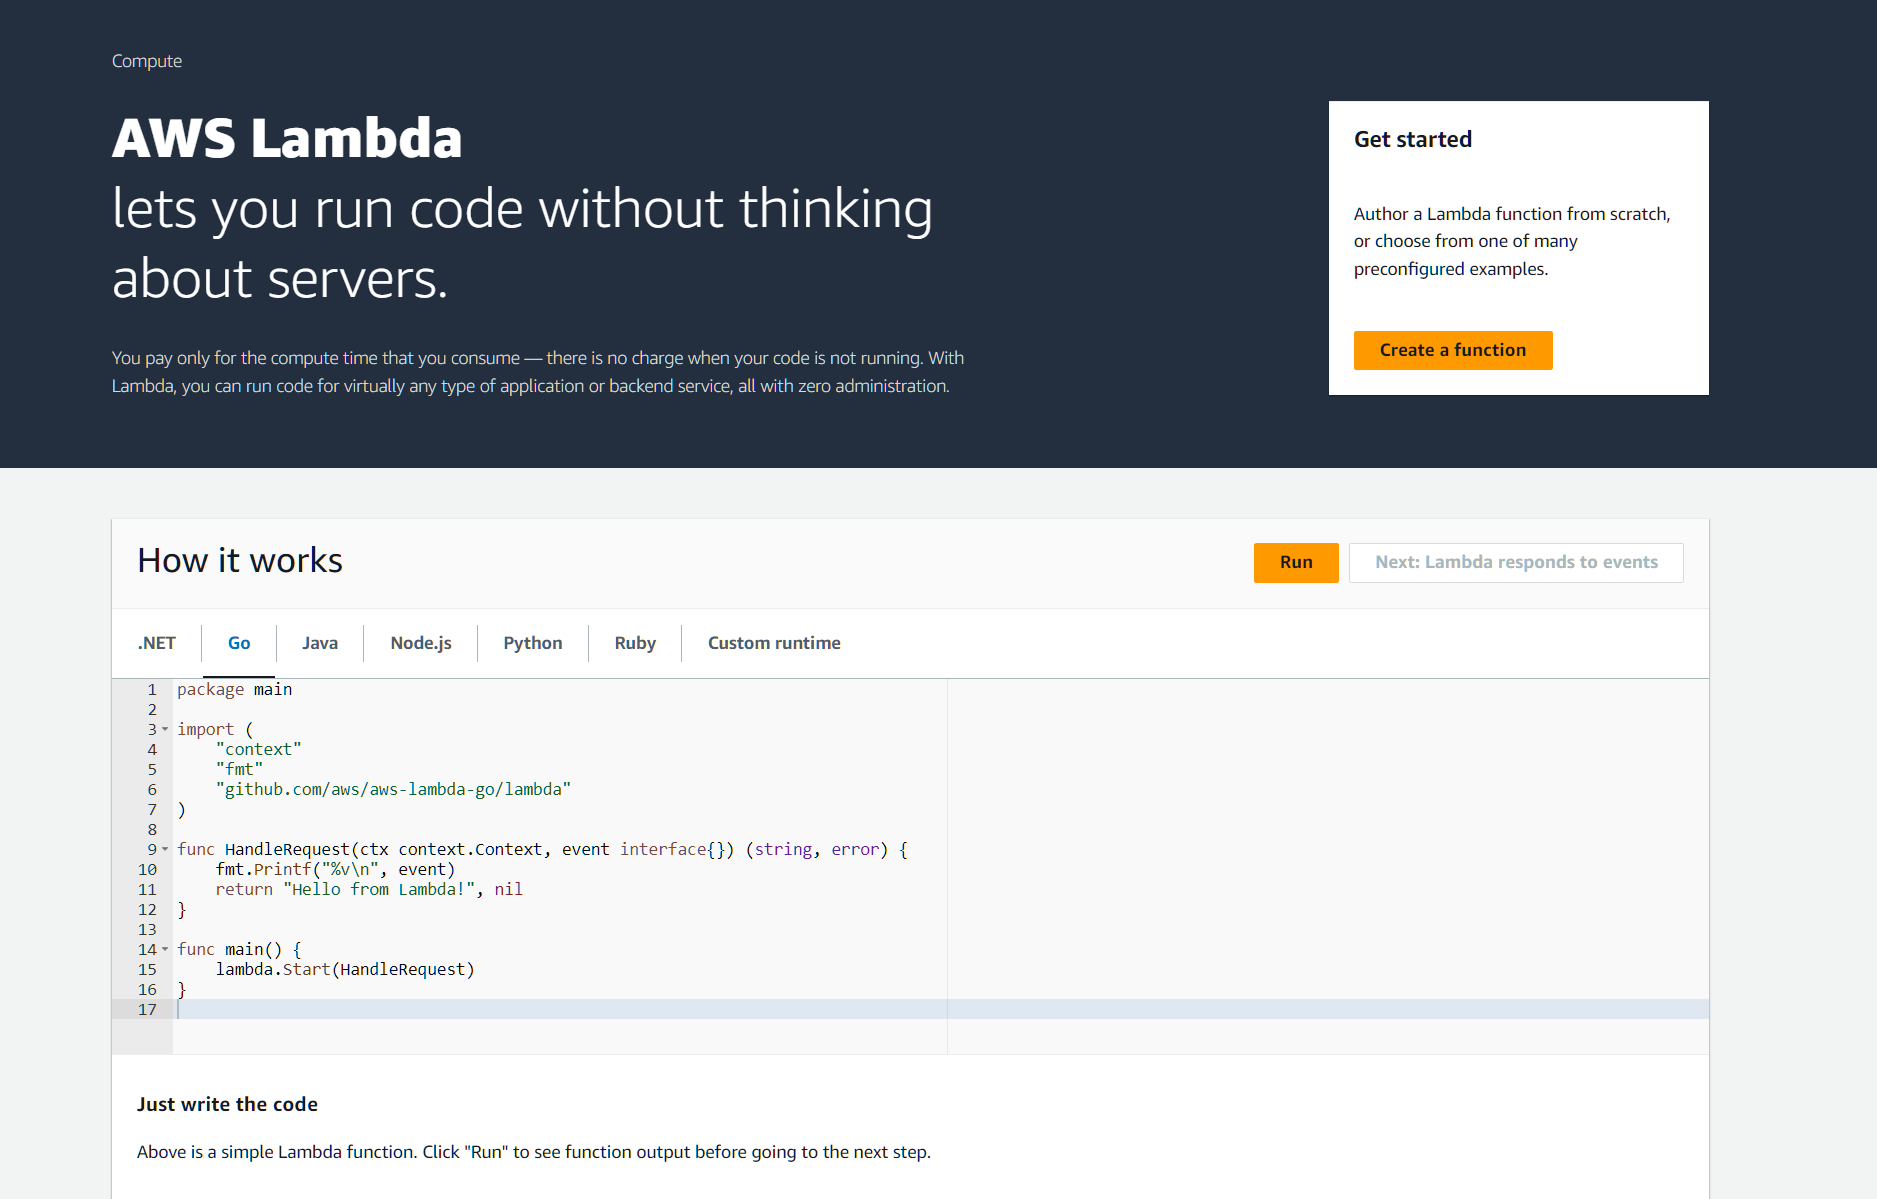 Compute
AWS Lambda
lets you run code without thinking
about servers.
You pay only for the compute time that you consume — there is no charge when your code is not running. With
Lambda, you can run code for virtually any type of application or backend service, all with zero administration.
Get started
Author a Lambda function from scratch,
or choose from one of many
preconfigured examples.
Create a function
How it works
Run
Next: Lambda responds to events
.NET
Go
Java
Node.js
Python
Ruby
Custom runtime
1 package main
2
3 import (
4     "context"
5     "fmt"
6     "github.com/aws/aws-lambda-go/lambda"
7 )
8
9 func HandleRequest(ctx context.Context, event interface{}) (string, error) {
10     fmt.Printf("%v\n", event)
11     return "Hello from Lambda!", nil
12 }
13
14 func main() {
15     lambda.Start(HandleRequest)
16 }
17
Just write the code
Above is a simple Lambda function. Click "Run" to see function output before going to the next step.